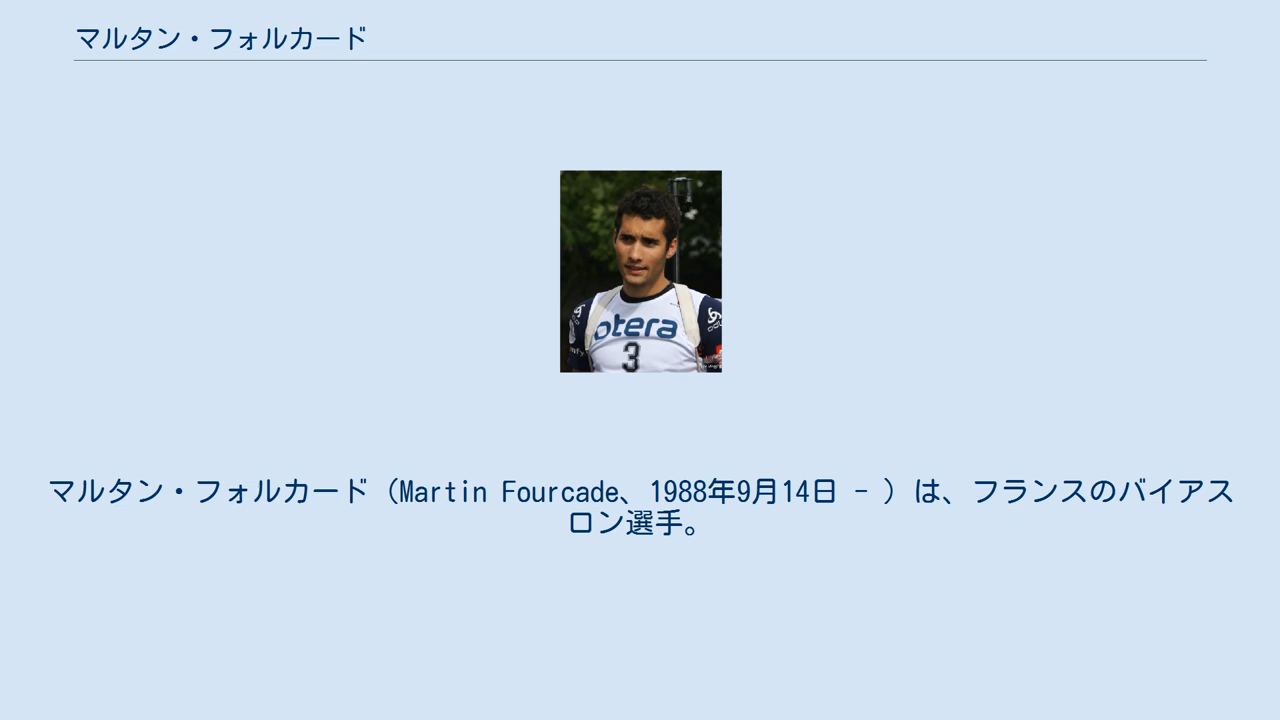 マルタン・フォルカード
otera
3
マルタン・フォルカード（Martin Fourcade、1988年9月14日 - ）は、フランスのバイアス
ロン選手。